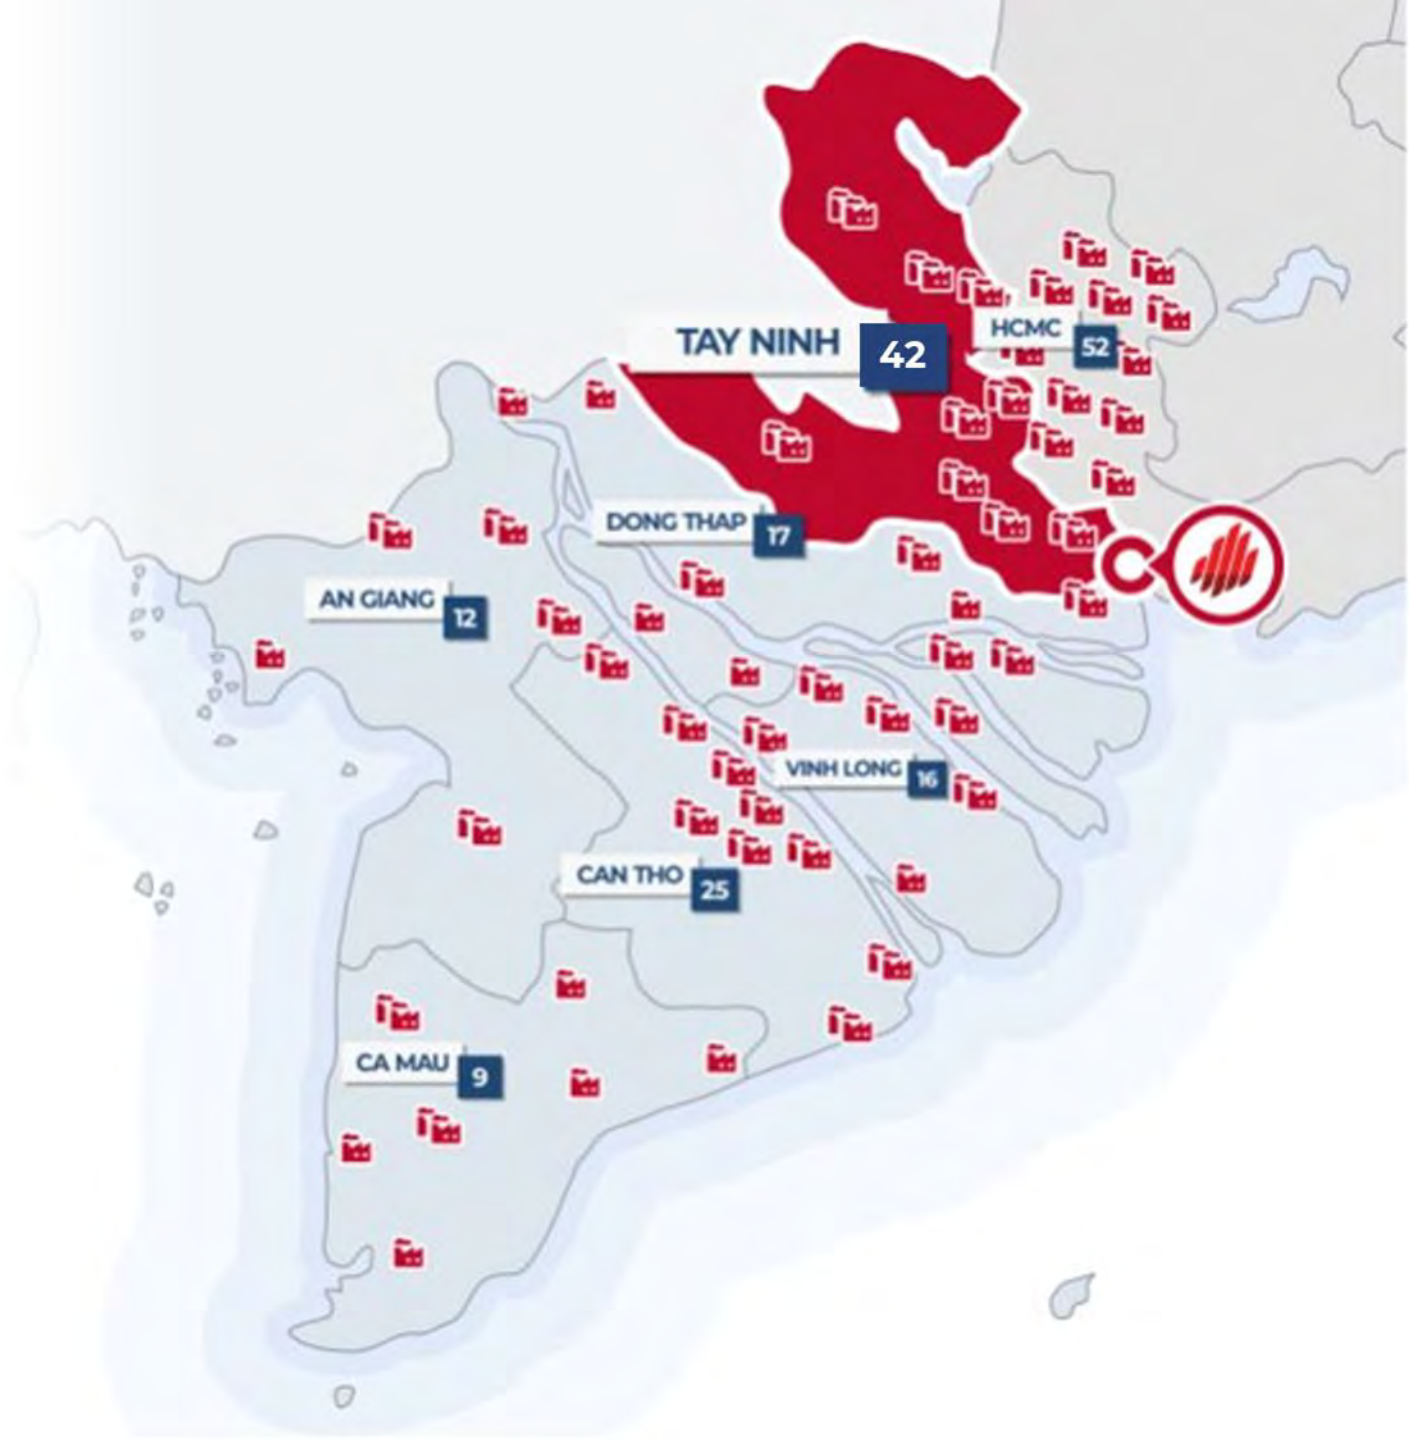 HCMC
52
TAY NINH
42
DONG THAP
17
AN GIANG
12
VINH LONG
16
CAN THO
25
CA MAU
9